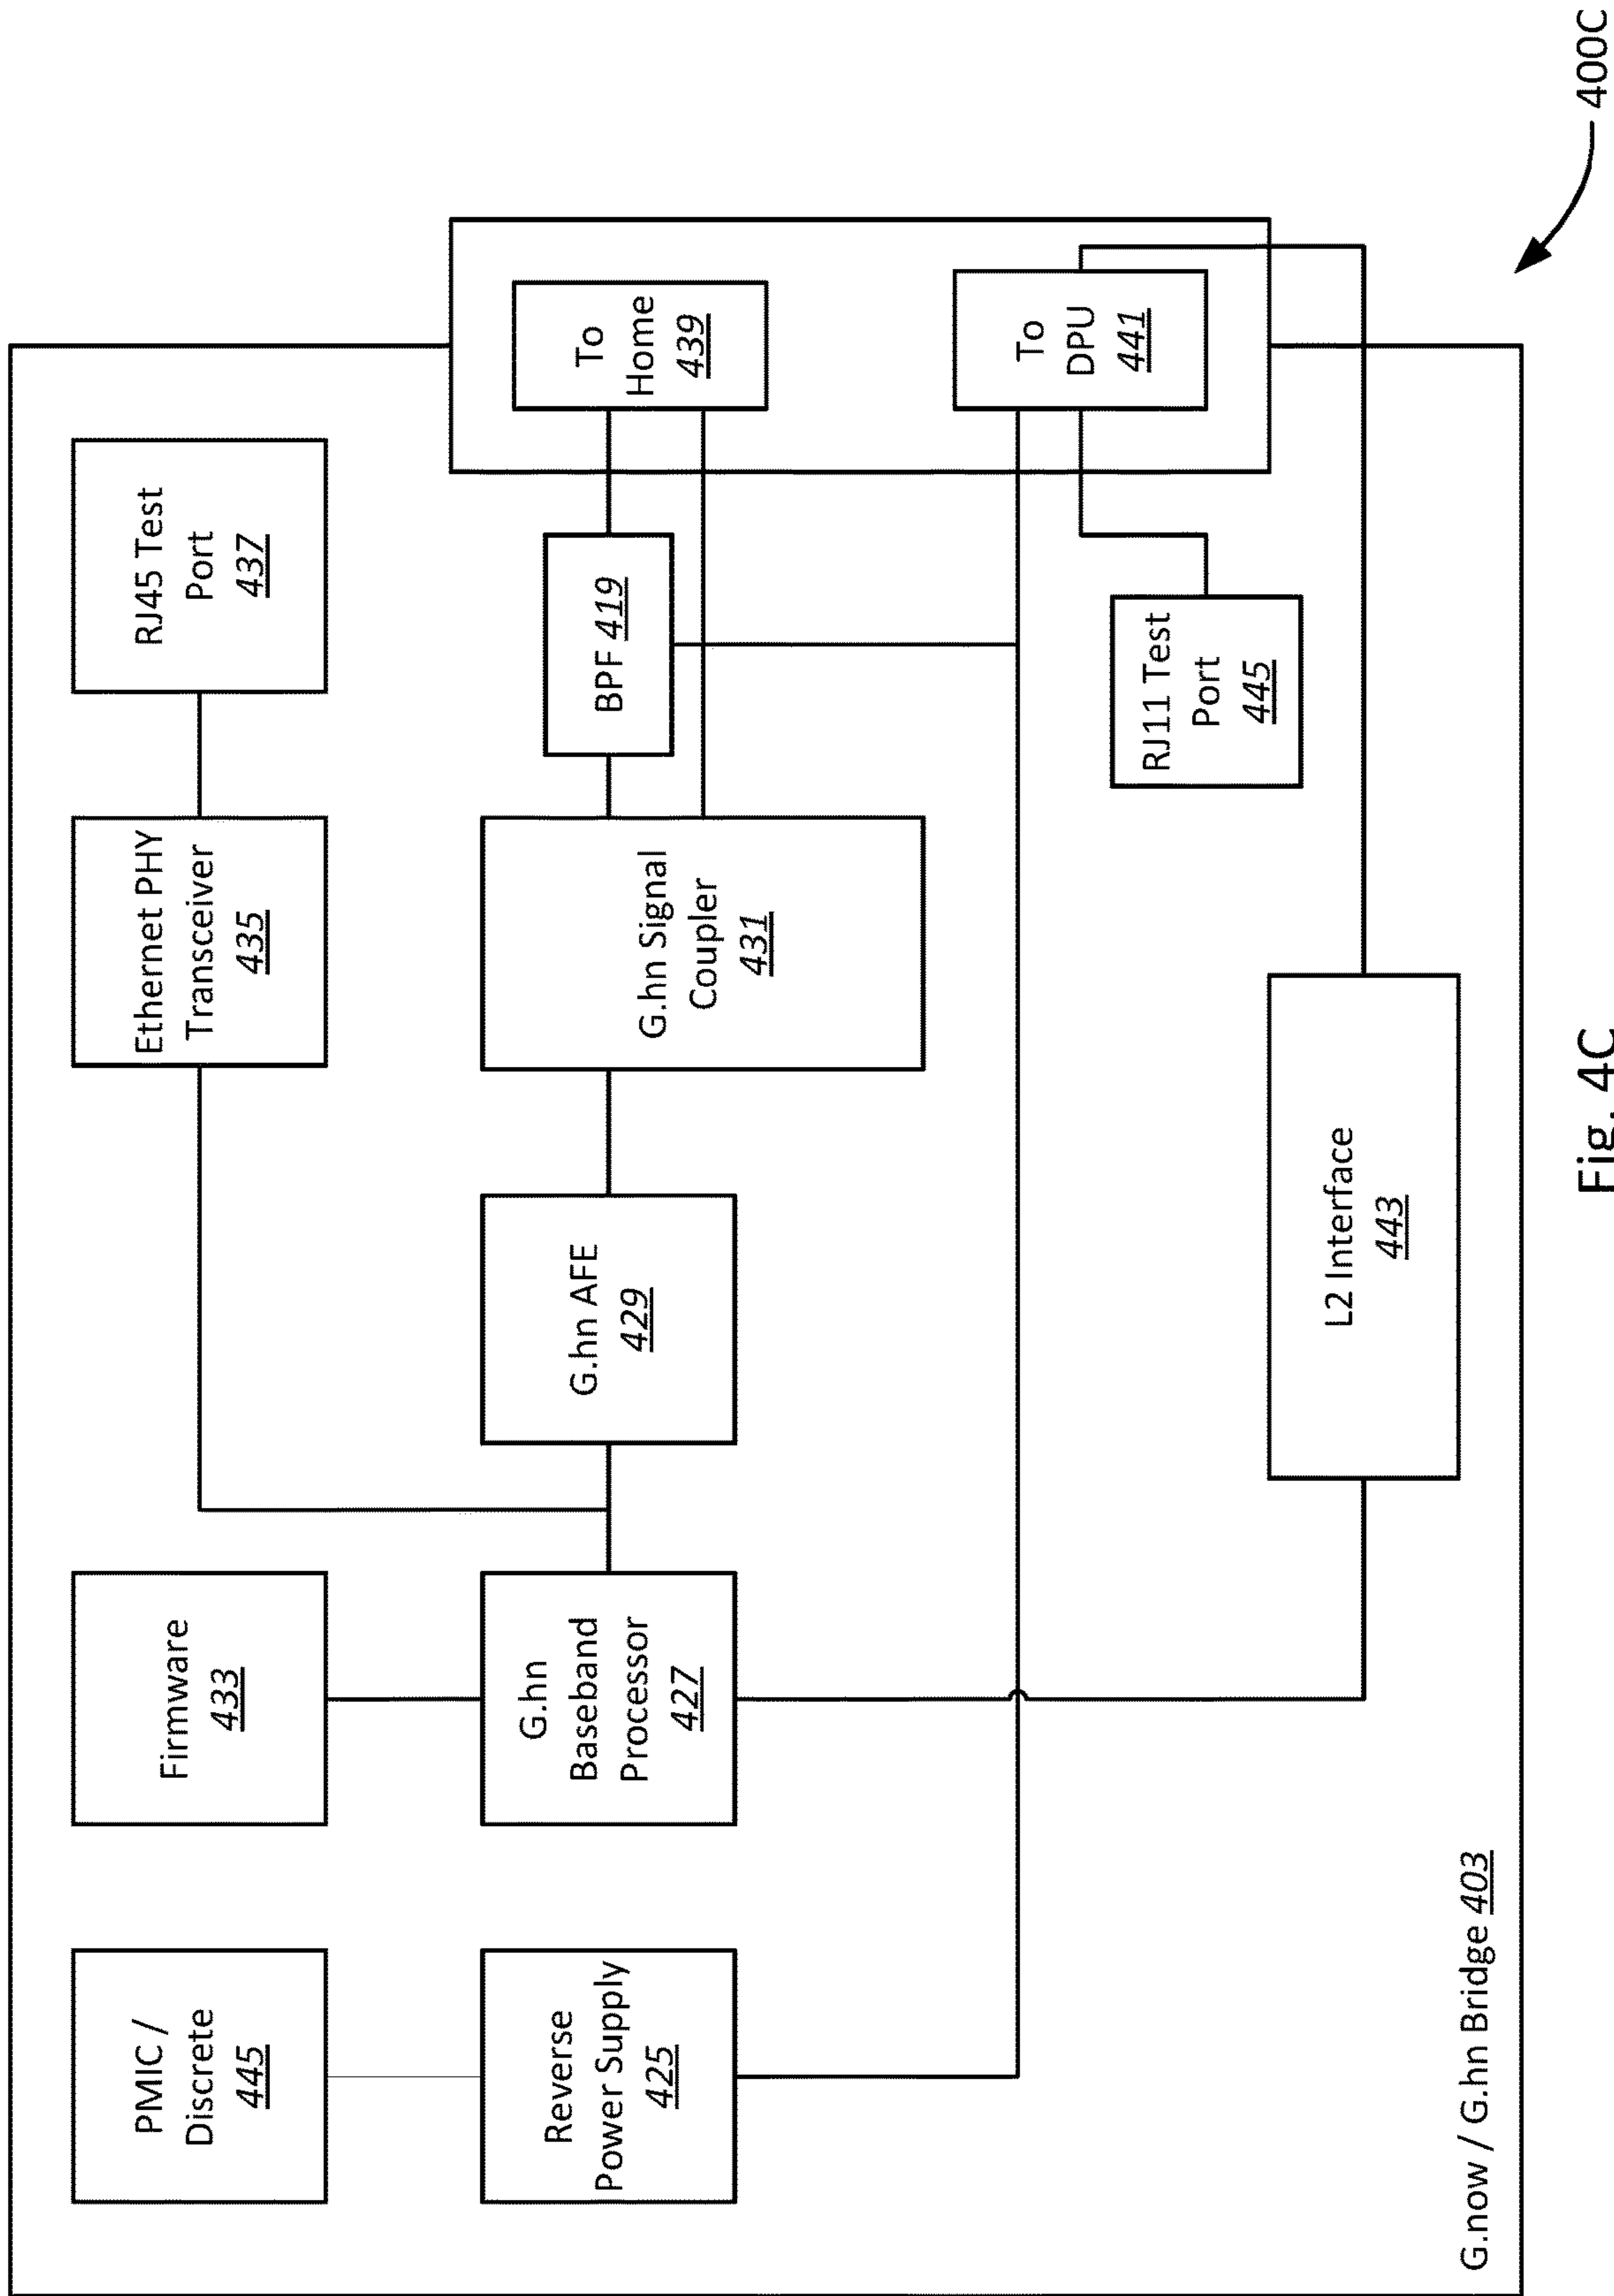 PMIC /
Discrete
445
Firmware
433
Ethernet PHY
Transceiver
435
RJ45 Test
Port
437
Reverse
Power Supply
425
G.hn
Baseband
Processor
427
G.hn AFE
429
G.hn Signal
Coupler
431
BPF 419
To
Home
439
To
DPU
441
RJ11 Test
Port
445
L2 Interface
443
G.now / G.hn Bridge 403
400C
Fig. 4C